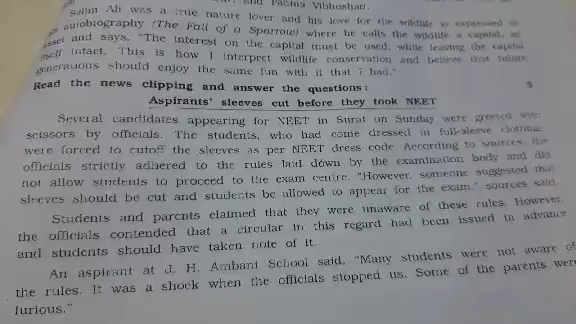 and Padma Vibhushan.
Salim Ali was a true nature lover and his love for the wildlife is expressed in
autobiography (The Fall of a Sparrow) where he calls the wildlife a capital, an
asset and says, "The interest on the capital must be used, while leaving the capital
itself intact. This is how I interpret wildlife conservation and believe that future
generations should enjoy the same fun with it that I had."
Read the news clipping and answer the questions : 5
Aspirants' sleeves cut before they took NEET
Several candidates appearing for NEET in Surat on Sunday were greeted with
scissors by officials. The students, who had come dressed in full-sleeve clothing
were forced to cutoff the sleeves as per NEET dress code According to sources, the
officials strictly adhered to the rules laid down by the examination body and did
not allow students to proceed to the exam centre. "However, someone suggested that
sleeves should be cut and students be allowed to appear for the exam." sources said.
Students and parents claimed that they were unaware of these rules. However,
the officials contended that a circular in this regard had been issued in advance
and students should have taken note of it.
An aspirant at J. H. Ambani School said, "Many students were not aware of
the rules. It was a shock when the officials stopped us. Some of the parents were
furious."